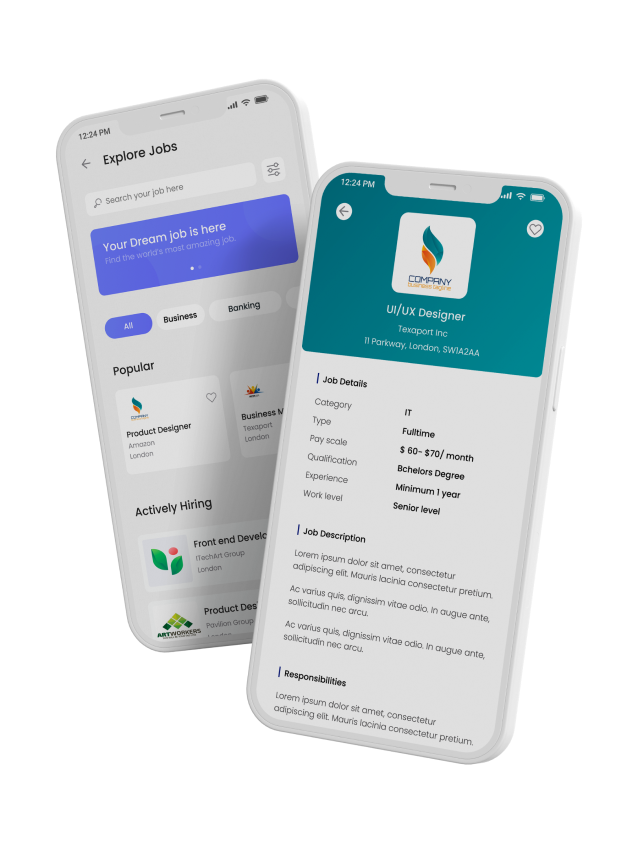 12:24 PM
Explore Jobs
Search your job here
Your Dream job is here
Find the world's most amazing job.
All
Business
Banking
Popular
COMPANY
Product Designer
Amazon
London
Business M
Texaport
London
Actively Hiring
Front end Develo
ITechArt Group
London
ARTWORKERS
Product Des
Pavilion Group
London
12:24 PM
COMPANY
UI/UX Designer
Texaport Inc
11 Parkway, London, SW1A2AA
Job Details
Category IT
Type Fulltime
Pay scale $ 60- $70/ month
Qualification Bchelors Degree
Experience Minimum 1 year
Work level Senior level
Job Description
Lorem ipsum dolor sit amet, consectetur
adipiscing elit. Mauris lacinia consectetur pretium.
Ac varius quis, dignissim vitae odio. In augue ante,
sollicitudin nec arcu.
Ac varius quis, dignissim vitae odio. In augue ante,
sollicitudin nec arcu.
Responsibilities
Lorem ipsum dolor sit amet, consectetur
adipiscing elit. Mauris lacinia consectetur pretium.